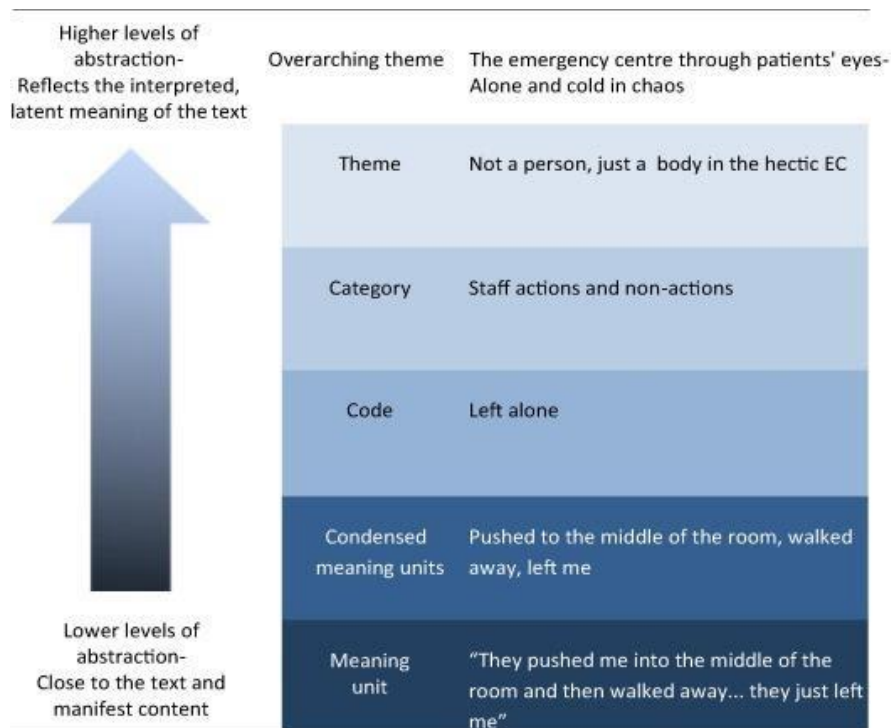 Higher levels of
abstraction-
Reflects the interpreted,
latent meaning of the text
Overarching theme
The emergency centre through patients' eyes-
Alone and cold in chaos
Theme
Not a person, just a body in the hectic EC
Category
Staff actions and non-actions
Code
Left alone
Condensed
meaning units
Pushed to the middle of the room, walked
away, left me
Lower levels of
abstraction-
Close to the text and
manifest content
Meaning
unit
“They pushed me into the middle of the
room and then walked away... they just left
me”